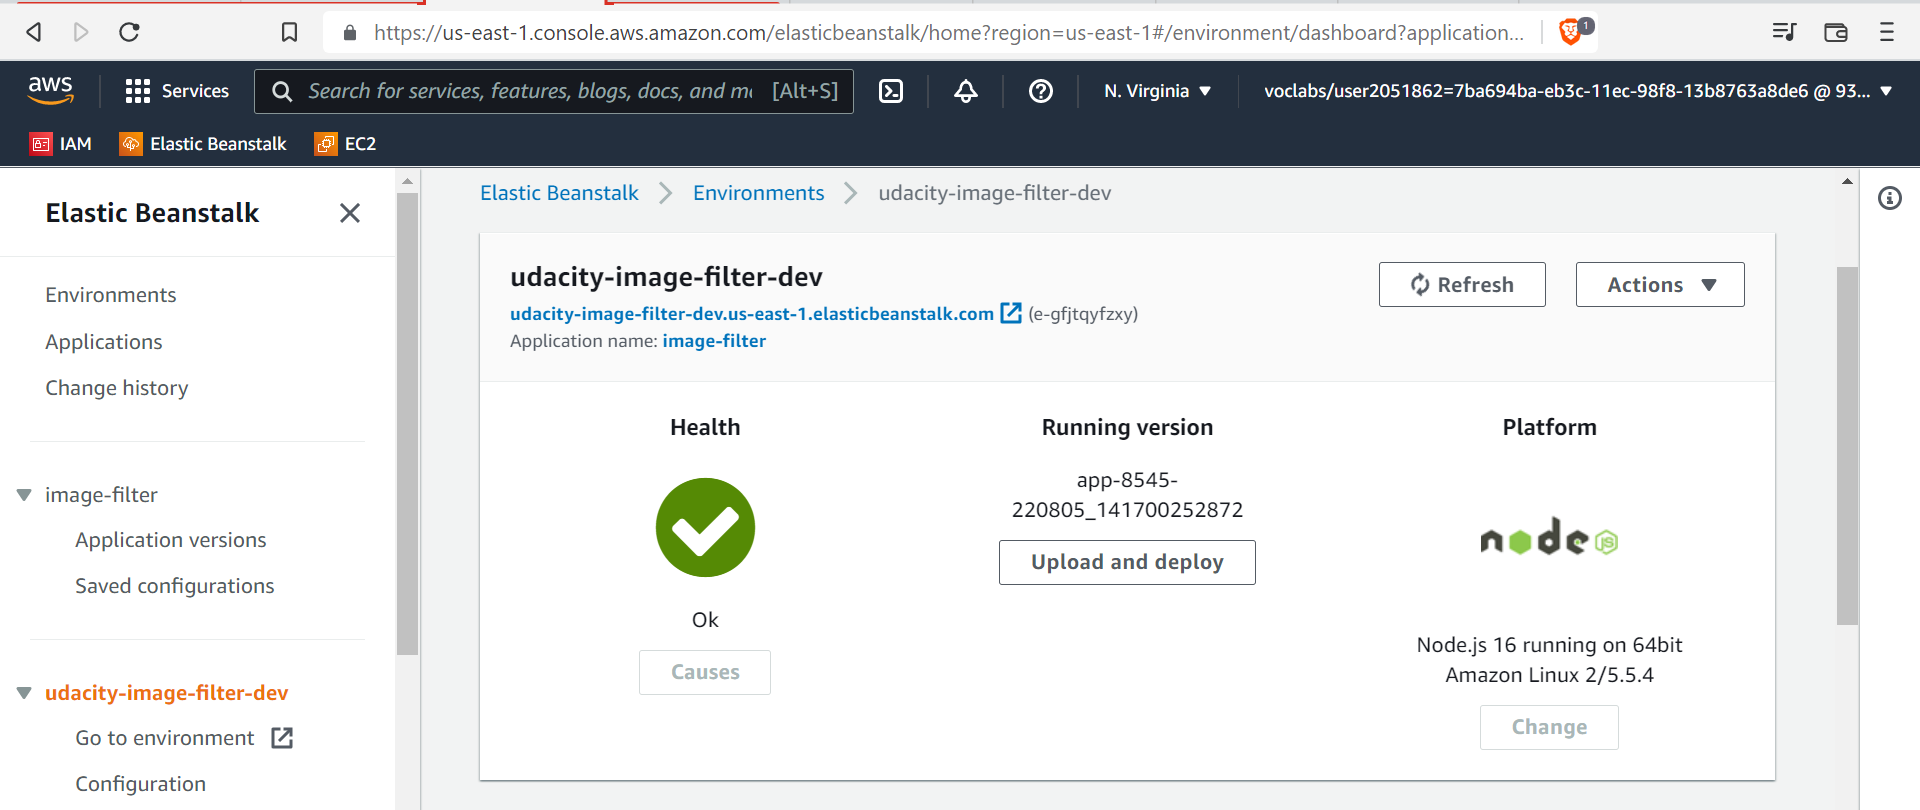 https://us-east-1.console.aws.amazon.com/elasticbeanstalk/home?region=us-east-1#/environment/dashboard?application...
1
aws
Services
Search for services, features, blogs, docs, and m
[Alt+S]
N. Virginia
voclabs/user2051862=7ba694ba-eb3c-11ec-98f8-13b8763a8de6 @ 93...
IAM
Elastic Beanstalk
EC2
Elastic Beanstalk
Environments
Applications
Change history
image-filter
Application versions
Saved configurations
udacity-image-filter-dev
Go to environment
Configuration
Elastic Beanstalk
Environments
udacity-image-filter-dev
udacity-image-filter-dev
udacity-image-filter-dev.us-east-1.elasticbeanstalk.com (e-gfjtqyfzxy)
Application name: image-filter
Refresh
Actions
Health
Ok
Causes
Running version
app-8545-
220805_141700252872
Upload and deploy
Platform
node
JS
Node.js 16 running on 64bit
Amazon Linux 2/5.5.4
Change